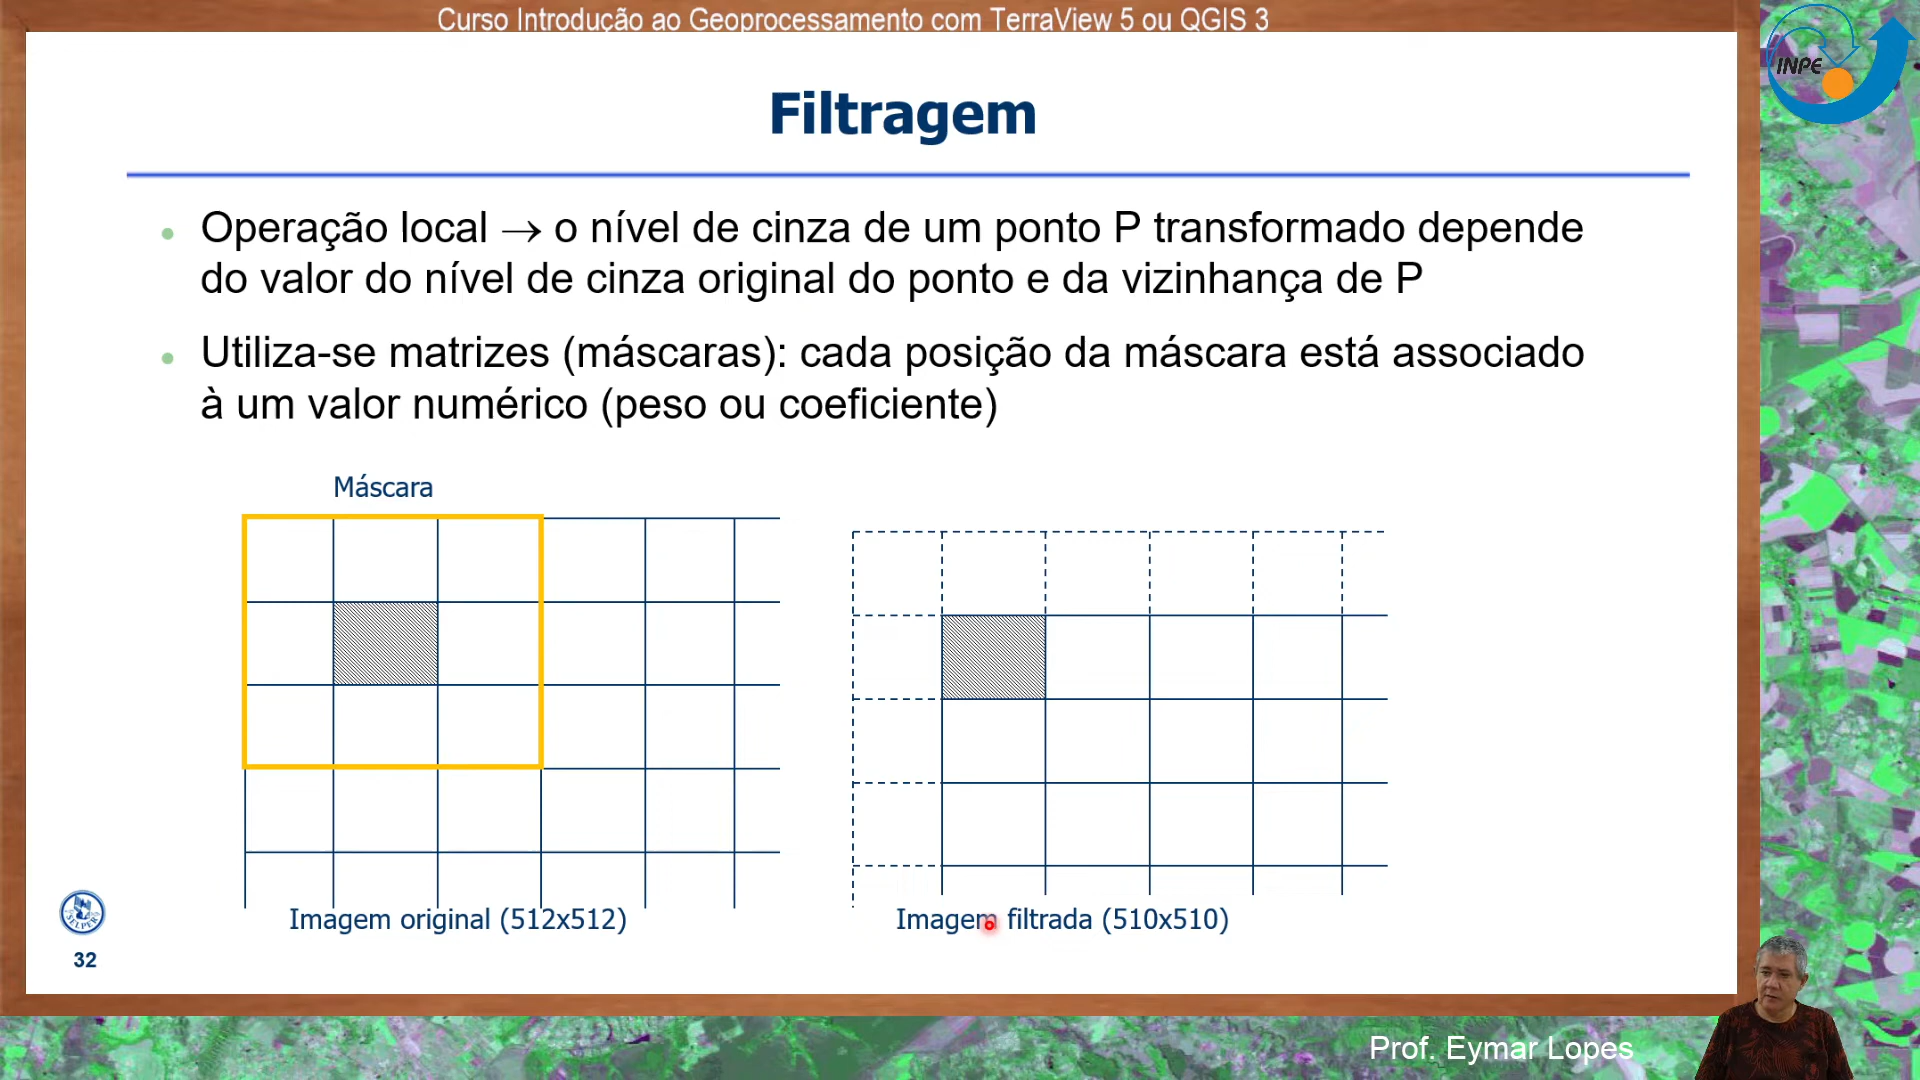 Curso Introdução ao Geoprocessamento com TerraView 5 ou QGIS 3
INPE
Filtragem
Operação local → o nível de cinza de um ponto P transformado depende
do valor do nível de cinza original do ponto e da vizinhança de P
Utiliza-se matrizes (máscaras): cada posição da máscara está associado
à um valor numérico (peso ou coeficiente)
Máscara
Imagem original (512x512)
Imagem filtrada (510x510)
SELPER
32
Prof. Eymar Lopes